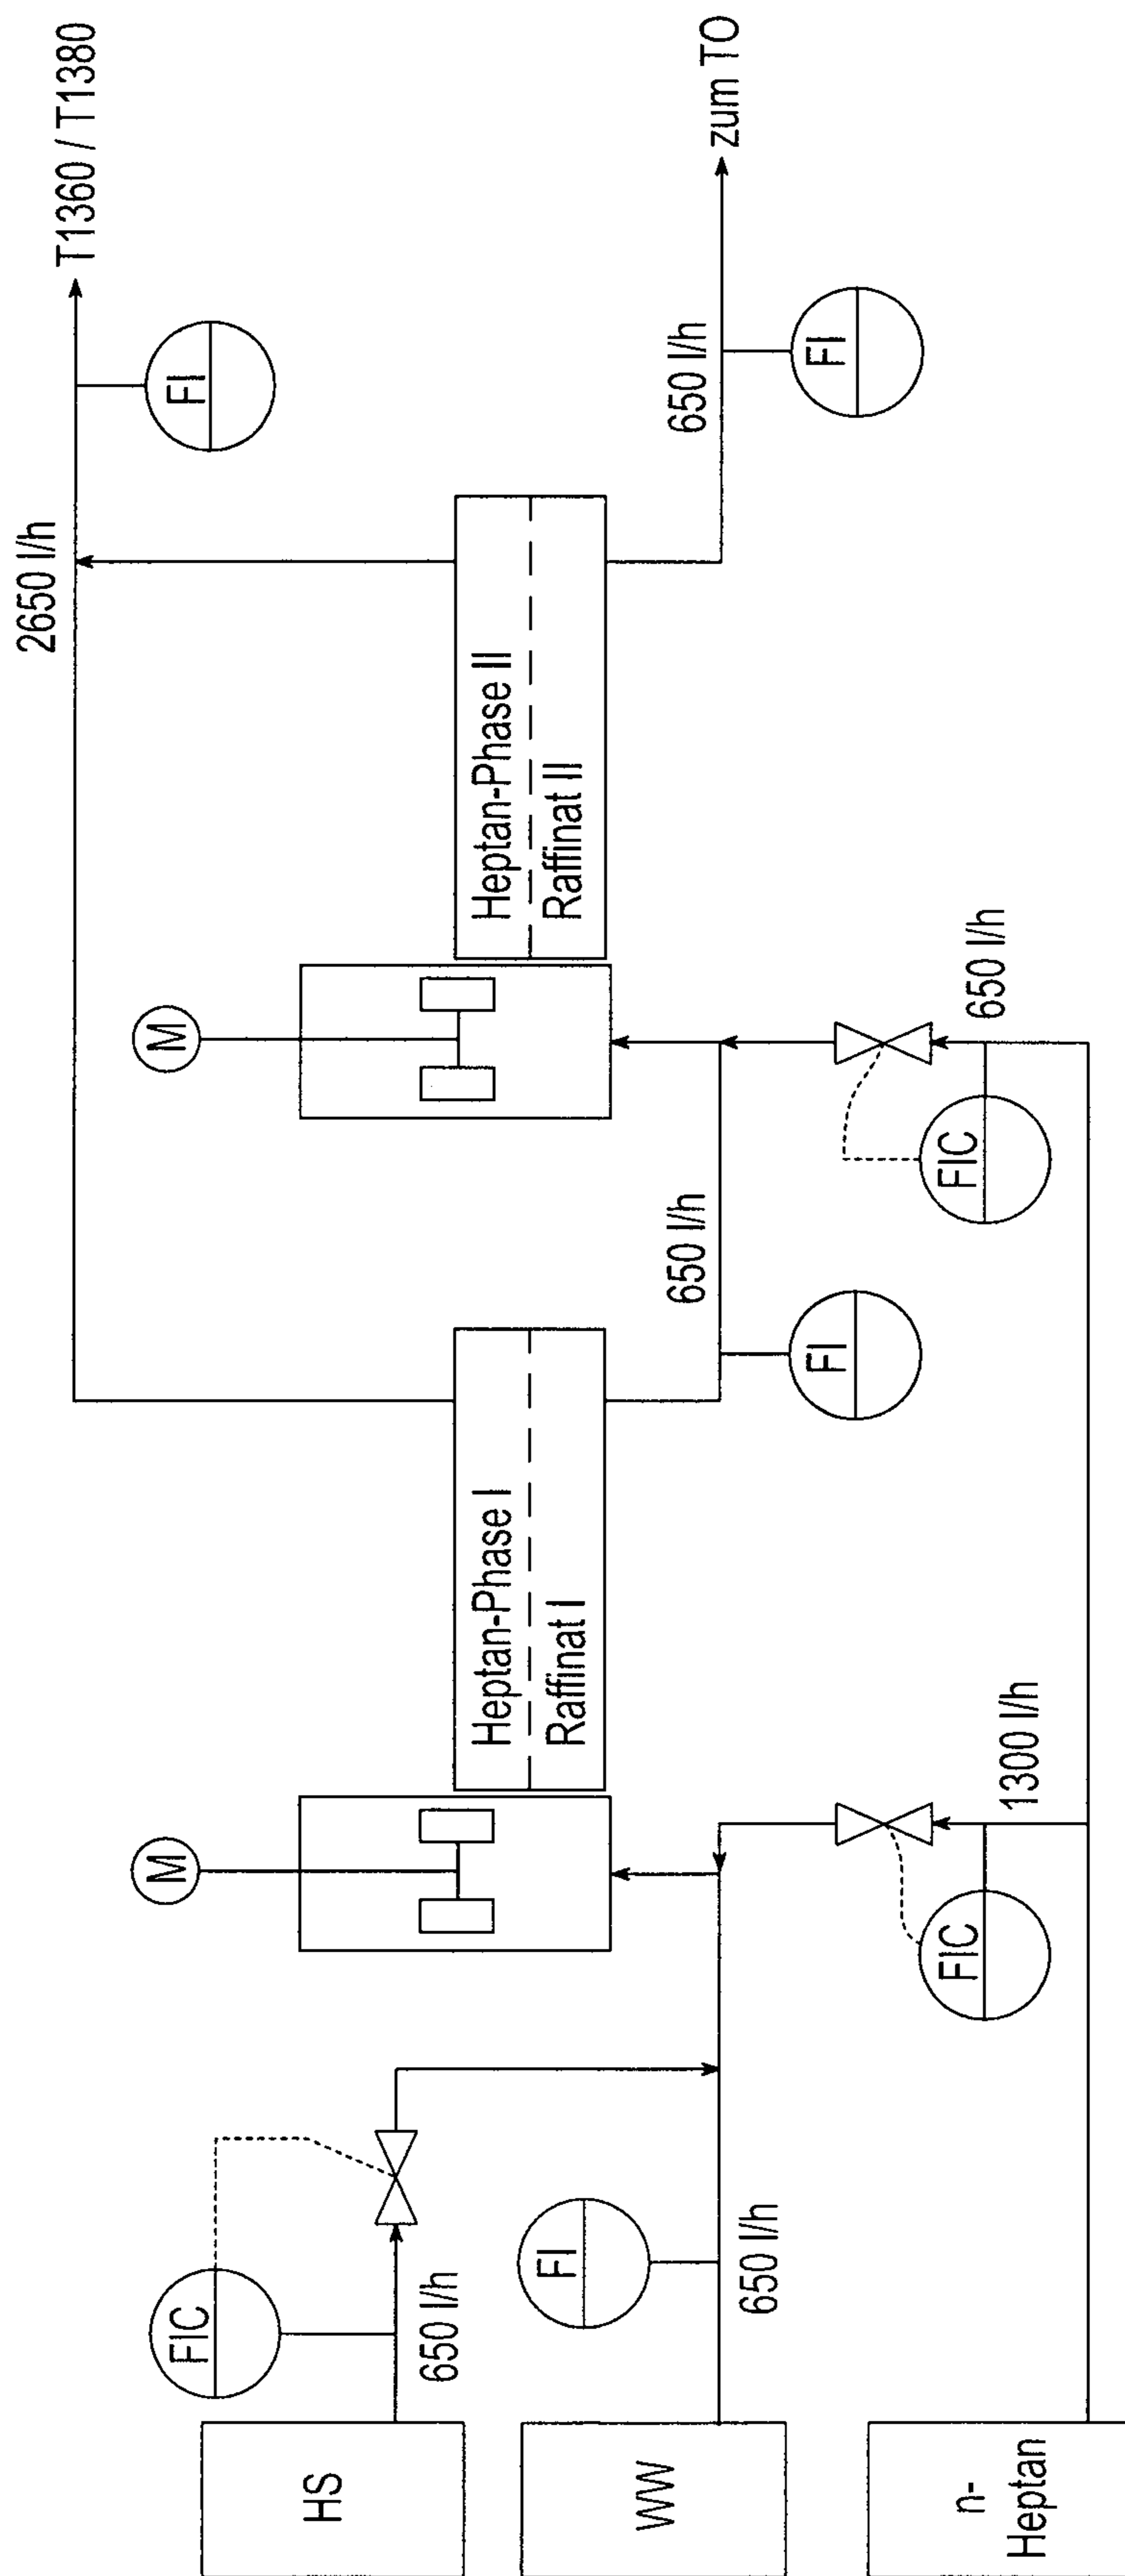 T1360 / T1380
2650 l/h
FI
M
M
Heptan-Phase I
Raffinat I
Heptan-Phase II
Raffinat II
650 l/h
zum TO
FI
650 l/h
FI
FIC
650 l/h
FIC
1300 l/h
FIC
650 l/h
HS
FI
650 l/h
WW
n-
Heptan